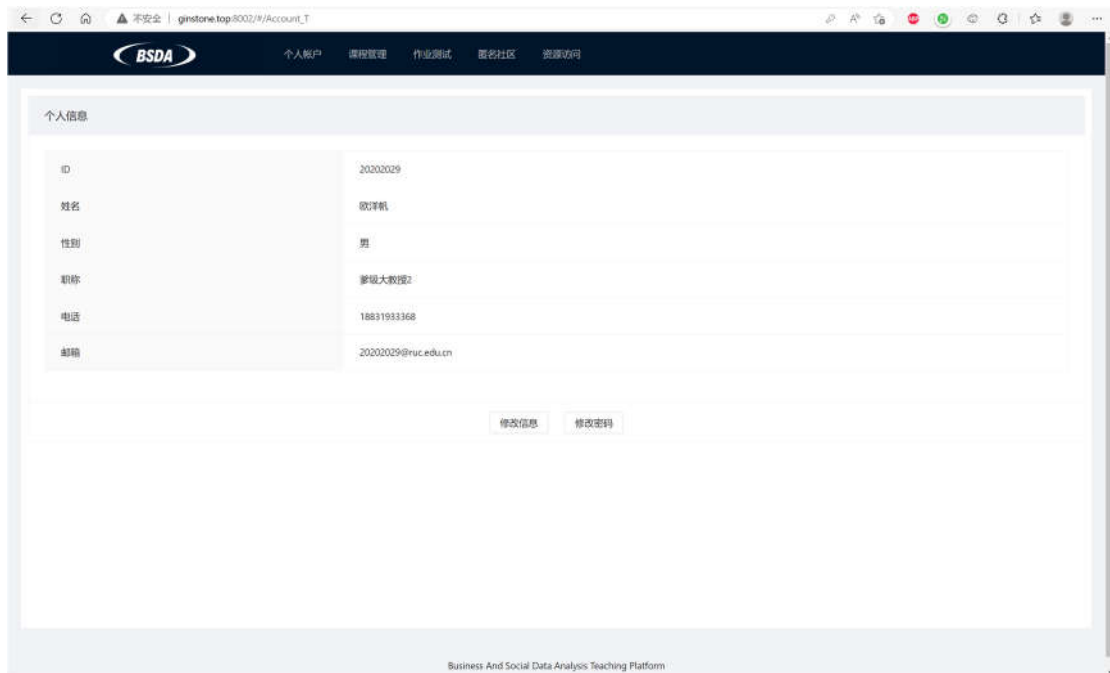 不安全 | ginstone.top:8002/#/Account_T
BSDA 个人帐户 课程管理 作业测试 匿名社区 资源访问
个人信息
ID 20202029
姓名 欧洋帆
性别 男
职称 爹级大教授2
电话 18831933368
邮箱 20202029@ruc.edu.cn
修改信息 修改密码
Business And Social Data Analysis Teaching Platform